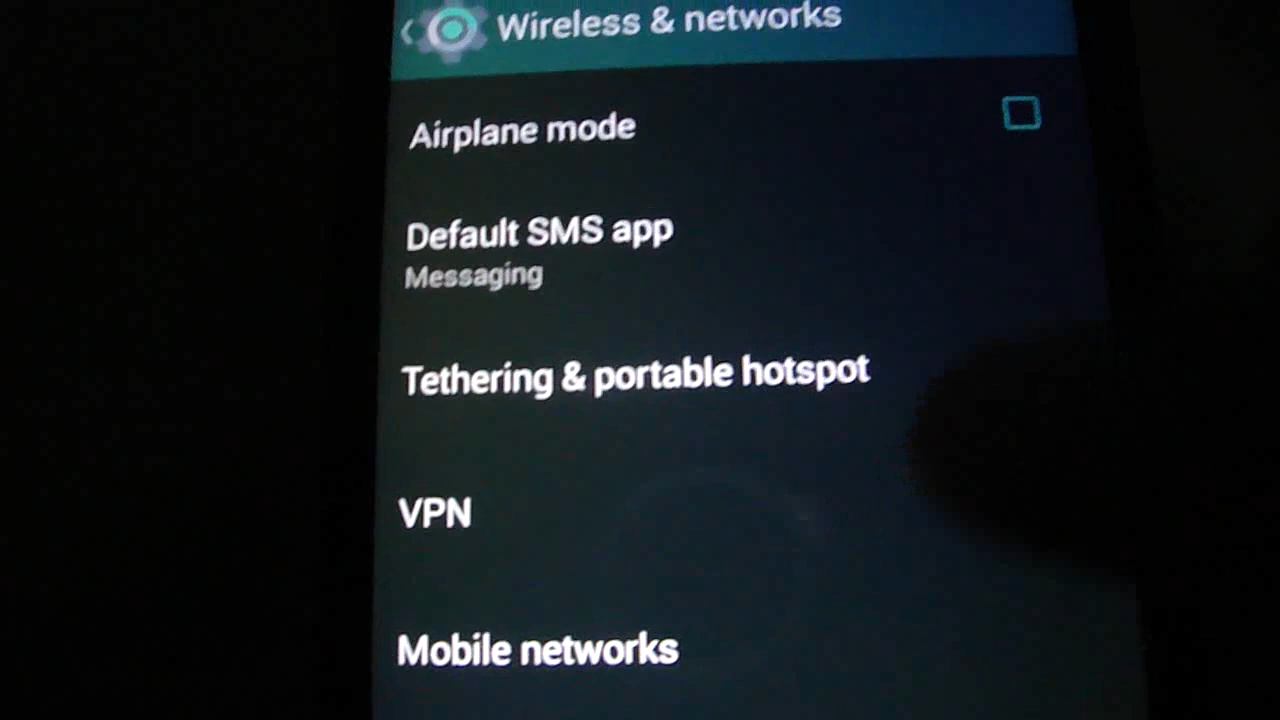 Wireless & networks
Airplane mode
Default SMS app
Messaging
Tethering & portable hotspot
VPN
Mobile networks